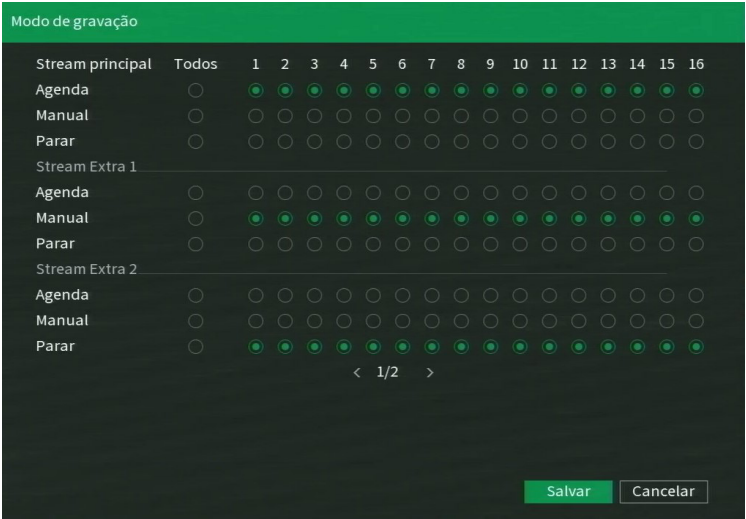 Modo de gravação
Stream principal Todos 1 2 3 4 5 6 7 8 9 10 11 12 13 14 15 16
Agenda
Manual
Parar
Stream Extra 1
Agenda
Manual
Parar
Stream Extra 2
Agenda
Manual
Parar
< 1/2 >
Salvar Cancelar